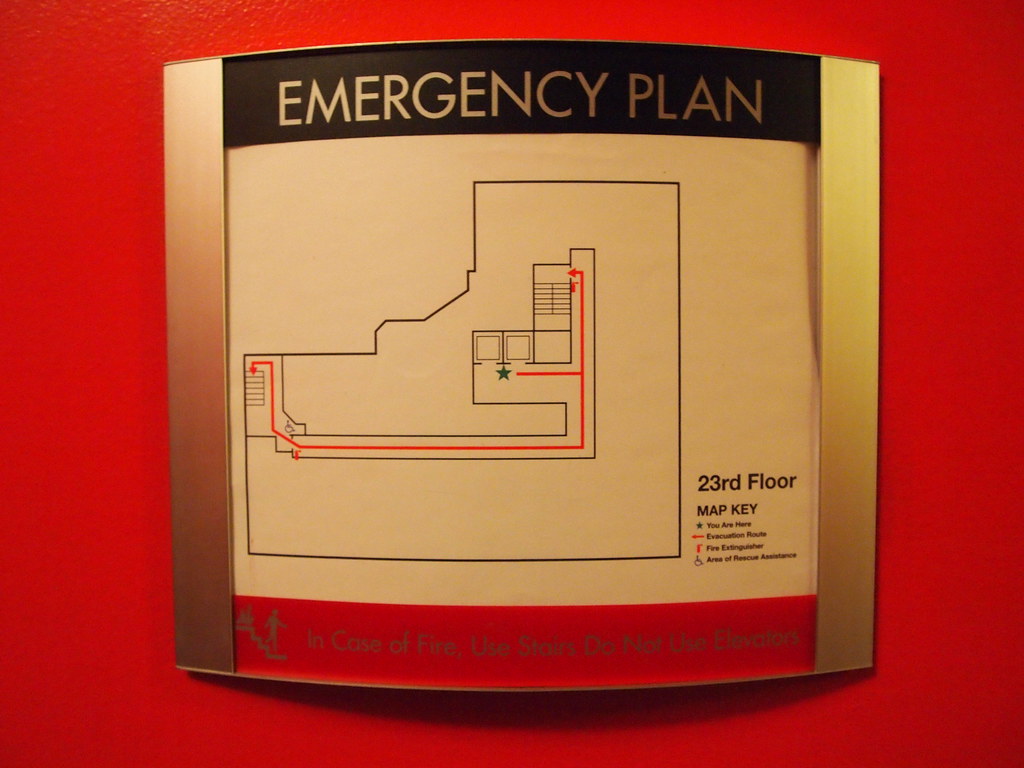 EMERGENCY PLAN
23rd Floor
MAP KEY
You Are Here
Evacuation Route
Fire Extinguisher
Area of Rescue Assistance
In Case of Fire, Use Stairs Do Not Use Elevators